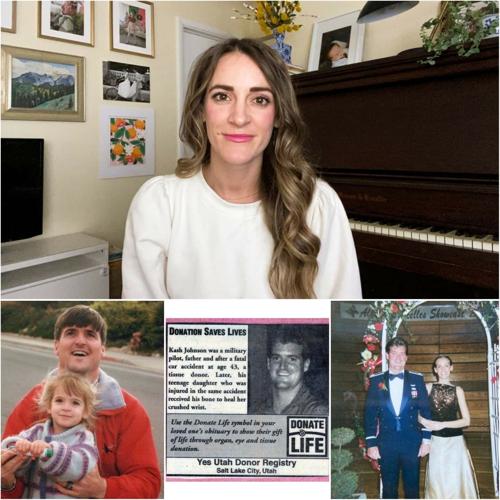 DONATION SAVES LIVES
Kash Johnson was a military
pilot, father and after a fatal
car accident at age 43, a
tissue donor. Later, his
teenage daughter who was
injured in the same accident
received his bone to heal her
crushed wrist.
Use the Donate Life symbol in your
loved one's obituary to show their gift
of life through organ, eye and tissue
donation.
DONATE
LIFE
Yes Utah Donor Registry
Salt Lake City, Utah
Showcase